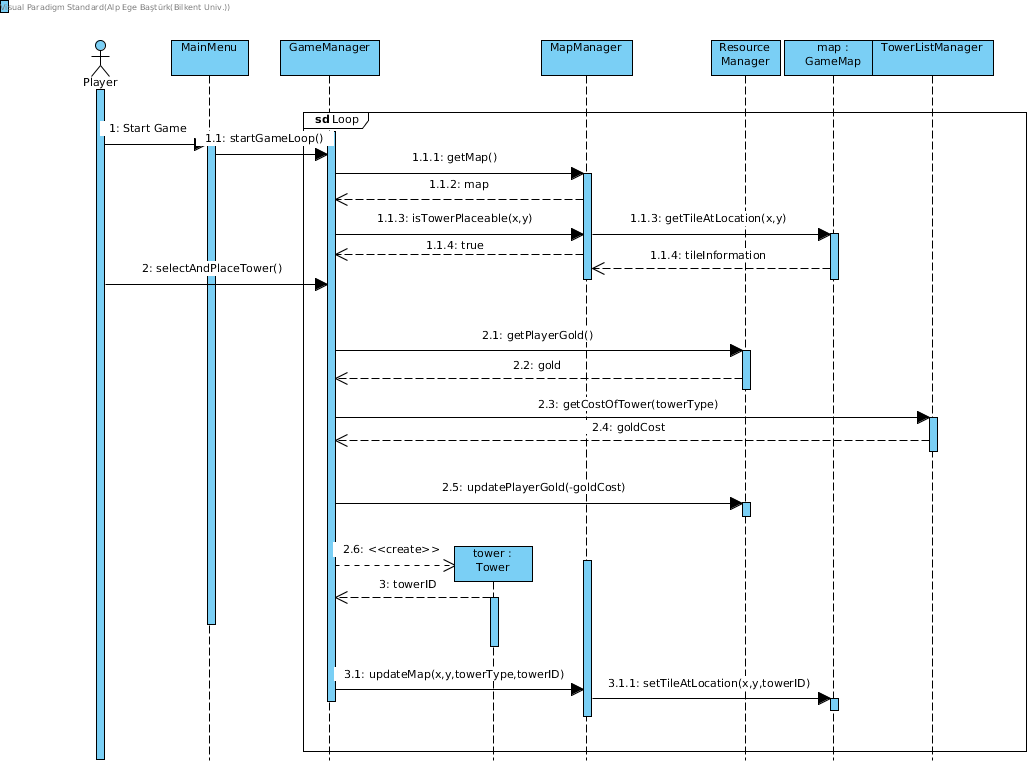 Visual Paradigm Standard(Alp Ege Baştürk(Bilkent Univ.))
MainMenu
GameManager
MapManager
Resource
Manager
map :
GameMap
TowerListManager
Player
sd Loop
1: Start Game
1.1: startGameLoop()
1.1.1: getMap()
1.1.2: map
1.1.3: isTowerPlaceable(x,y)
1.1.3: getTileAtLocation(x,y)
1.1.4: true
1.1.4: tileInformation
2: selectAndPlaceTower()
2.1: getPlayerGold()
2.2: gold
2.3: getCostOfTower(towerType)
2.4: goldCost
2.5: updatePlayerGold(-goldCost)
2.6: <<create>>
tower :
Tower
3: towerID
3.1: updateMap(x,y,towerType,towerID)
3.1.1: setTileAtLocation(x,y,towerID)